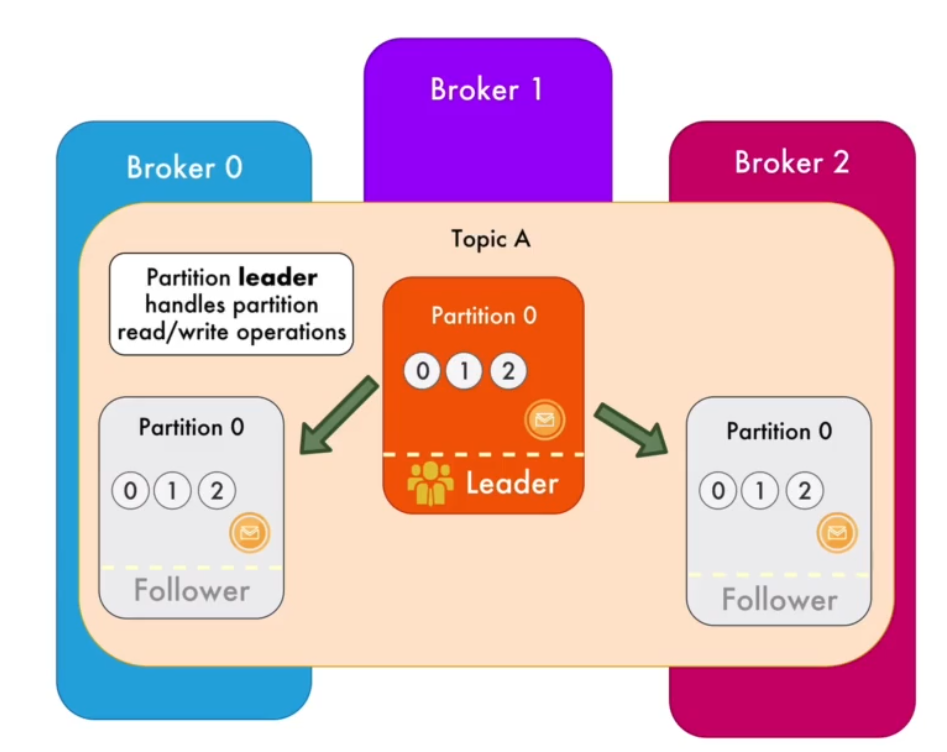 Broker 1
Broker 0
Broker 2
Topic A
Partition leader
handles partition
read/write operations
Partition 0
0 1 2
Leader
Partition 0
0 1 2
Follower
Partition 0
0 1 2
Follower